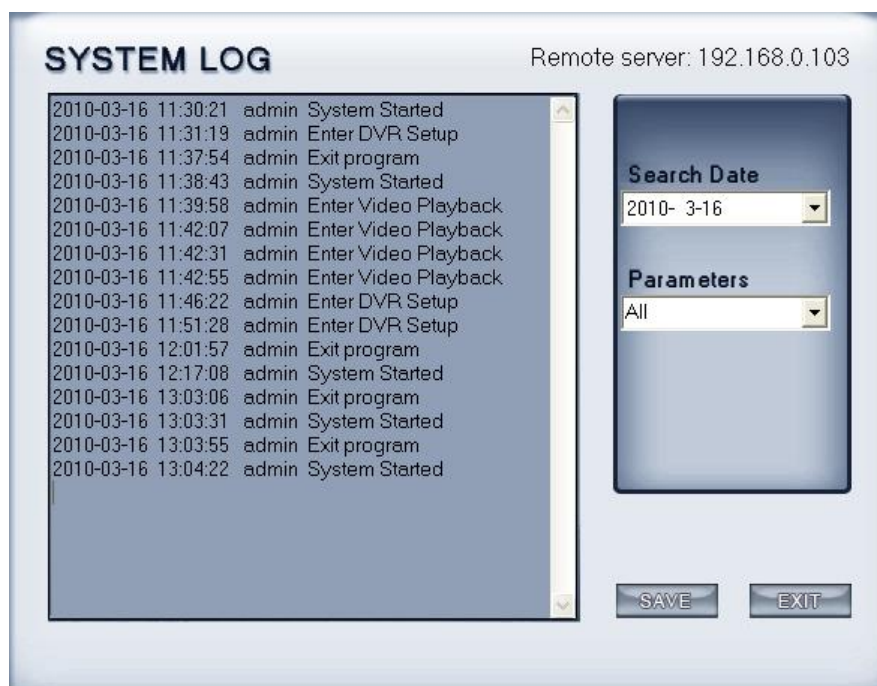 SYSTEM LOG
Remote server: 192.168.0.103
2010-03-16 11:30:21 admin System Started
2010-03-16 11:31:19 admin Enter DVR Setup
2010-03-16 11:37:54 admin Exit program
2010-03-16 11:38:43 admin System Started
2010-03-16 11:39:58 admin Enter Video Playback
2010-03-16 11:42:07 admin Enter Video Playback
2010-03-16 11:42:31 admin Enter Video Playback
2010-03-16 11:42:55 admin Enter Video Playback
2010-03-16 11:46:22 admin Enter DVR Setup
2010-03-16 11:51:28 admin Enter DVR Setup
2010-03-16 12:01:57 admin Exit program
2010-03-16 12:17:08 admin System Started
2010-03-16 13:03:06 admin Exit program
2010-03-16 13:03:31 admin System Started
2010-03-16 13:03:55 admin Exit program
2010-03-16 13:04:22 admin System Started
Search Date
2010- 3-16
Parameters
All
SAVE
EXIT